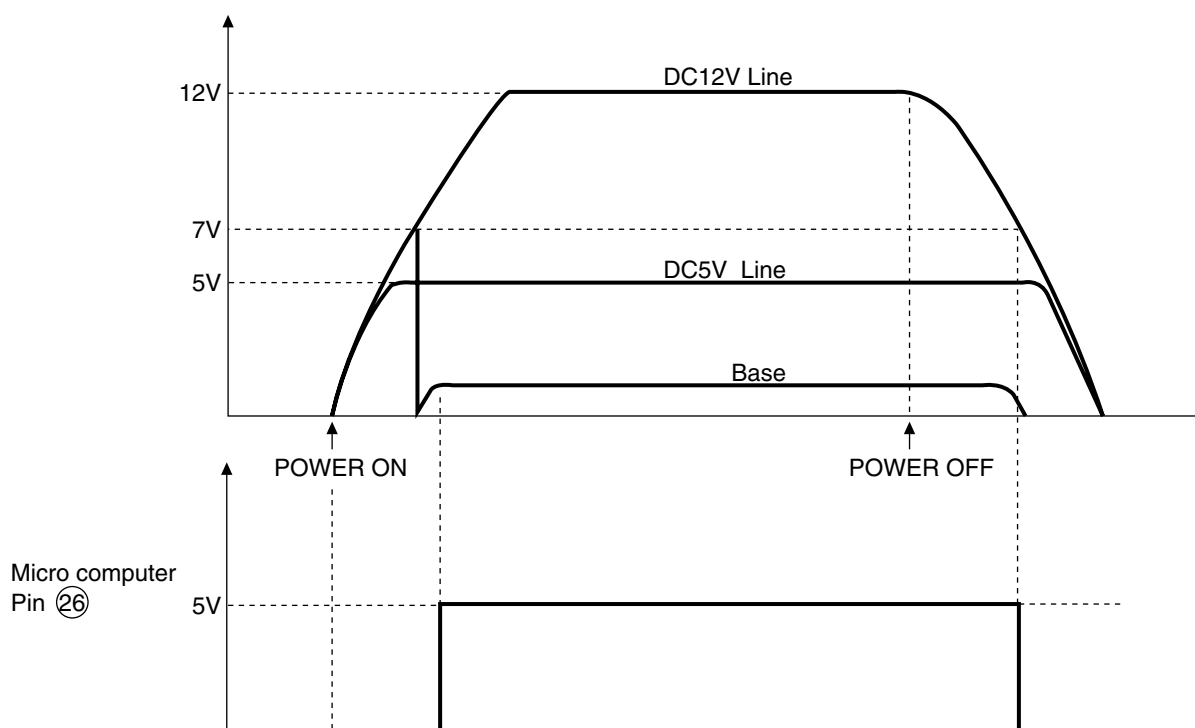 DC12V Line
12V
7V
DC5V Line
5V
Base
POWER ON
POWER OFF
Micro computer
Pin 26
5V